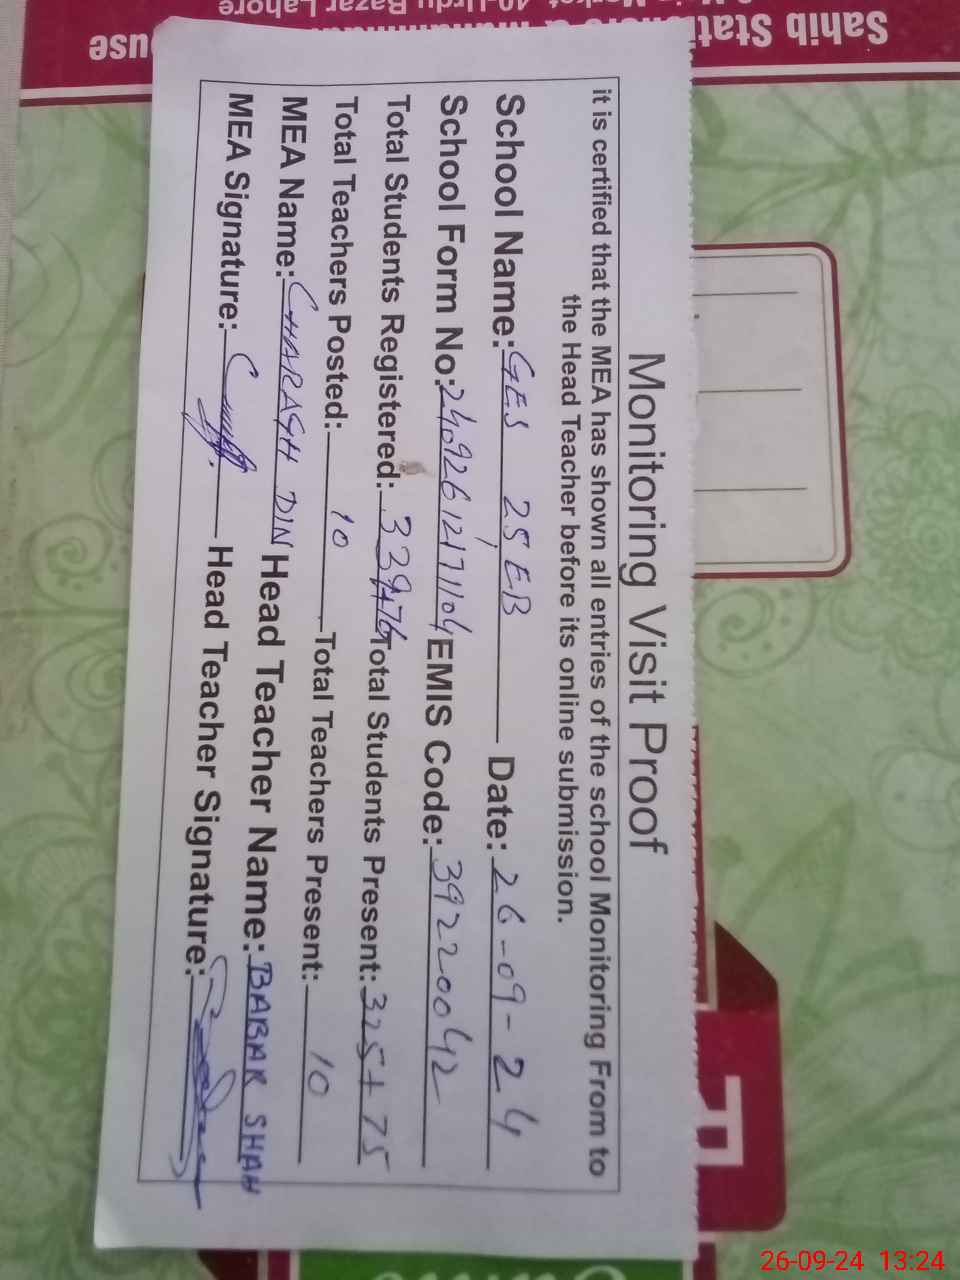 Monitoring Visit Proof
it is certified that the MEA has shown all entries of the school Monitoring From to
the Head Teacher before its online submission.
School Name: GES 25 EB Date: 26-09-24
School Form No: 24092612171104 EMIS Code: 39220042
Total Students Registered: 339+76 Total Students Present: 325+75
Total Teachers Posted: 10 Total Teachers Present: 10
MEA Name: CHARAGH DIN Head Teacher Name: BABAR SHAH
MEA Signature: Head Teacher Signature:
Sahib
Bazar Lahore
26-09-24 13:24